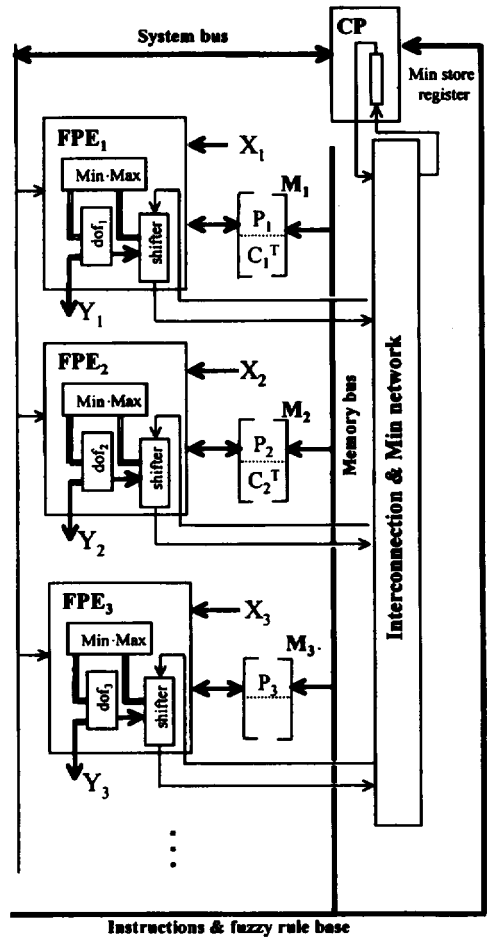 System bus
CP
Min store
register
FPE₁
X₁
Min·Max
M₁
P₁
C₁ᵀ
dof₁
shifter
Y₁
FPE₂
X₂
Min·Max
M₂
P₂
C₂ᵀ
dof₂
shifter
Y₂
Memory bus
Interconnection & Min network
FPE₃
X₃
Min·Max
M₃.
P₃
dof₃
shifter
Y₃
Instructions & fuzzy rule base